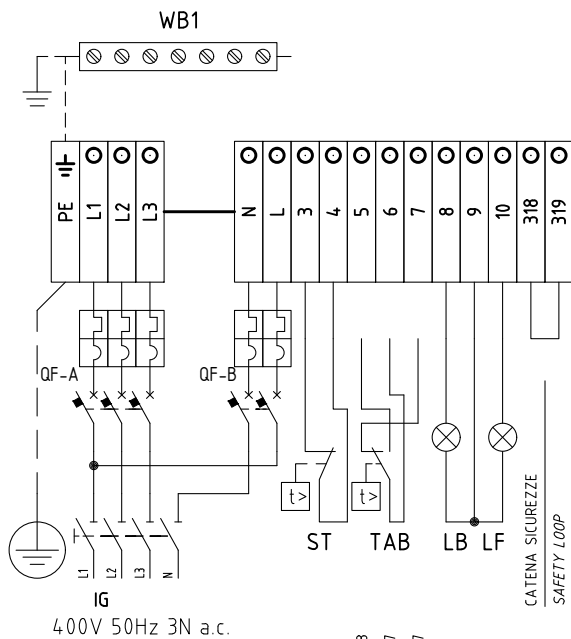 WB1
PE L1 L2 L3 N L 3 4 5 6 7 8 9 10 318 319
QF-A QF-B
t> t>
ST TAB LB LF
CATENA SICUREZZE
SAFETY LOOP
L1 L2 L3 N
IG
400V 50Hz 3N a.c.